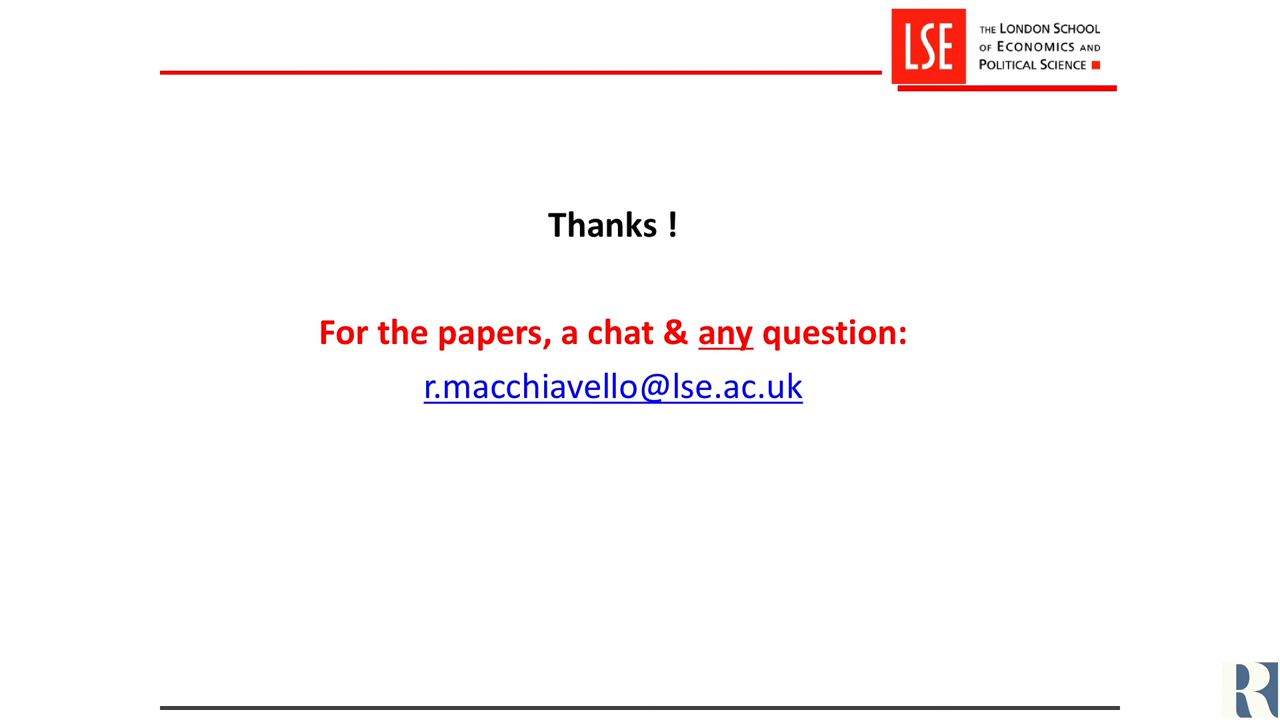 LSE
THE LONDON SCHOOL
OF ECONOMICS AND
POLITICAL SCIENCE
Thanks !
For the papers, a chat & any question:
r.macchiavello@lse.ac.uk
R